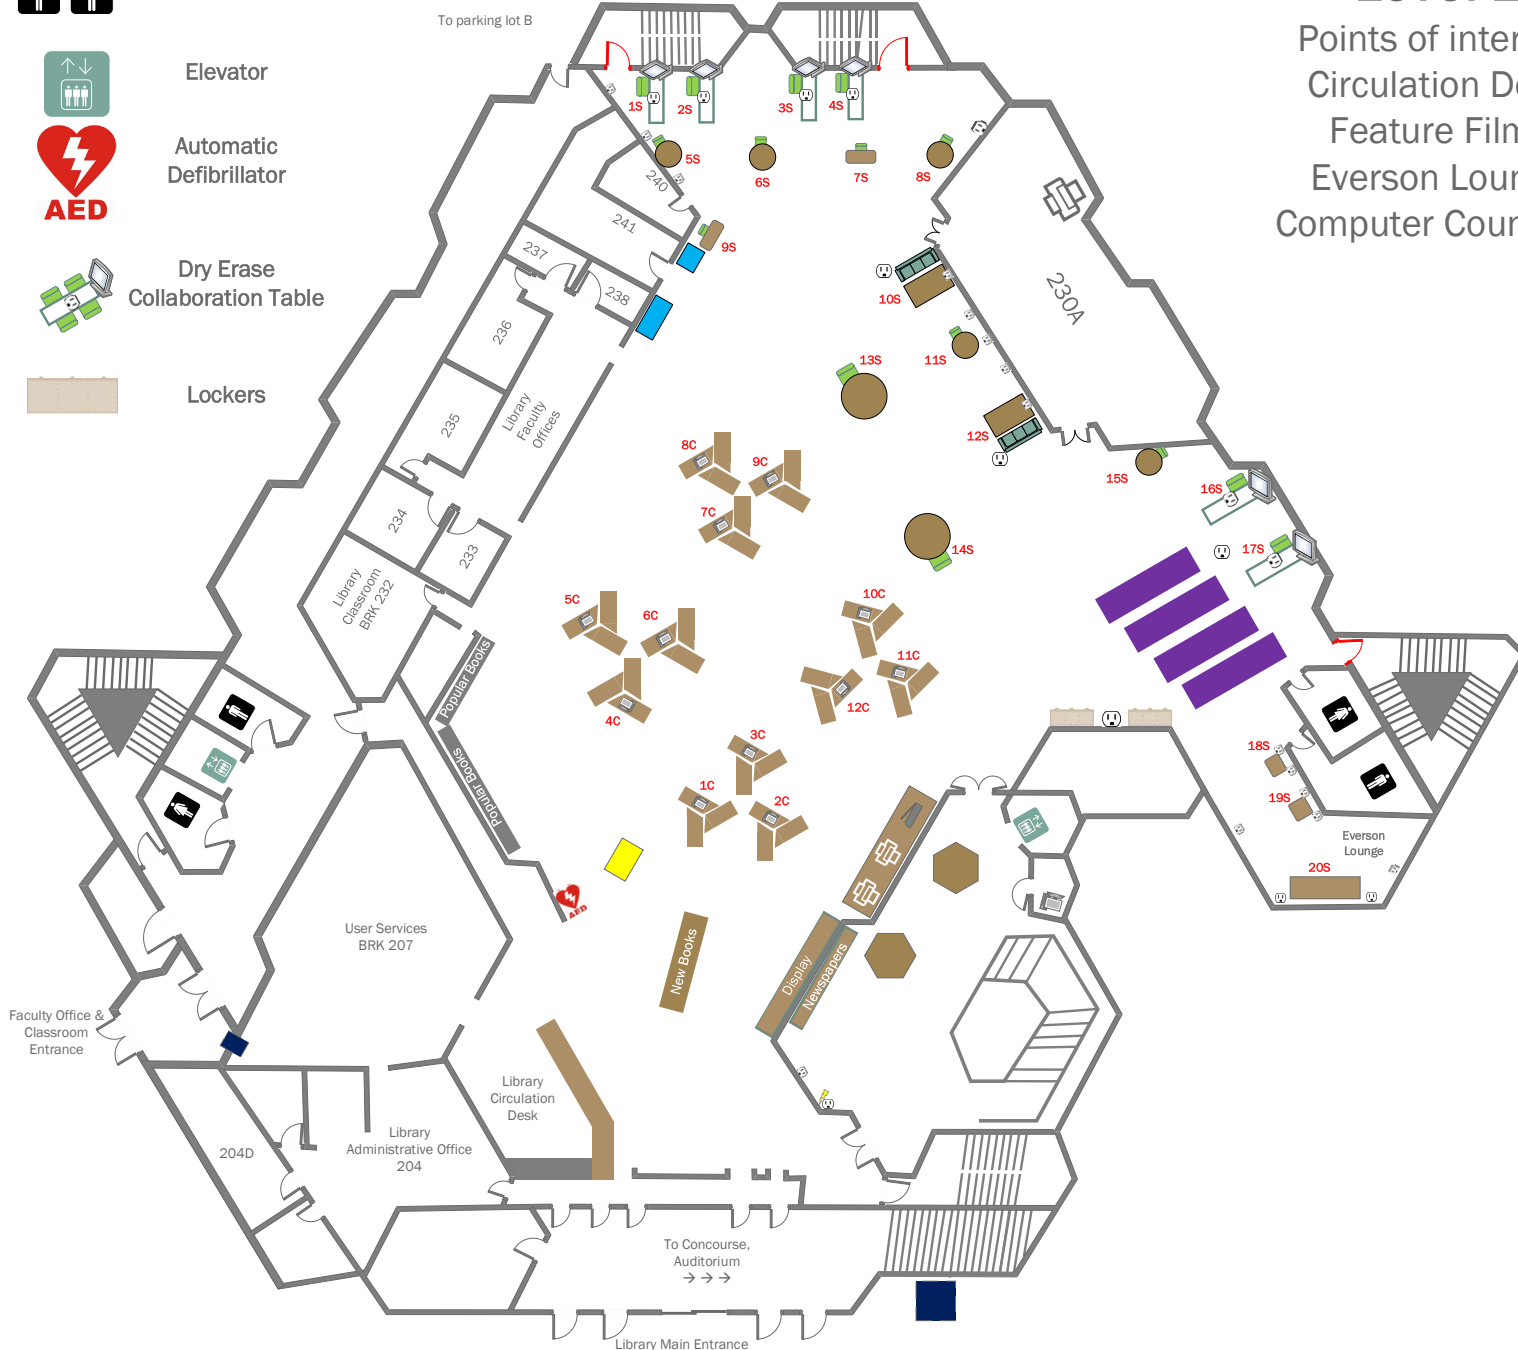 To parking lot B
Points of inter
Elevator
Circulation De
Automatic
Defibrillator
AED
Feature Film
Everson Loun
Computer Coun
Dry Erase
Collaboration Table
Lockers
1S
2S
3S
4S
5S
6S
7S
8S
9S
240
241
237
238
236
235
234
233
230A
10S
11S
12S
13S
14S
15S
16S
17S
Library
Faculty
Offices
Library
Classroom
BRK 232
8C
9C
7C
5C
6C
4C
10C
11C
12C
3C
1C
2C
Popular Books
Popular Books
18S
19S
20S
Everson
Lounge
AED
User Services
BRK 207
New Books
Display
Newspapers
Faculty Office &
Classroom
Entrance
Library
Circulation
Desk
204D
Library
Administrative Office
204
To Concourse,
Auditorium
→→→
Library Main Entrance